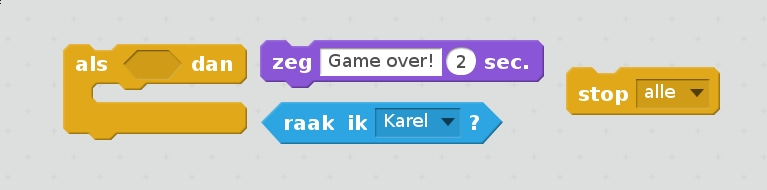 als dan
zeg Game over! 2 sec.
raak ik Karel ?
stop alle